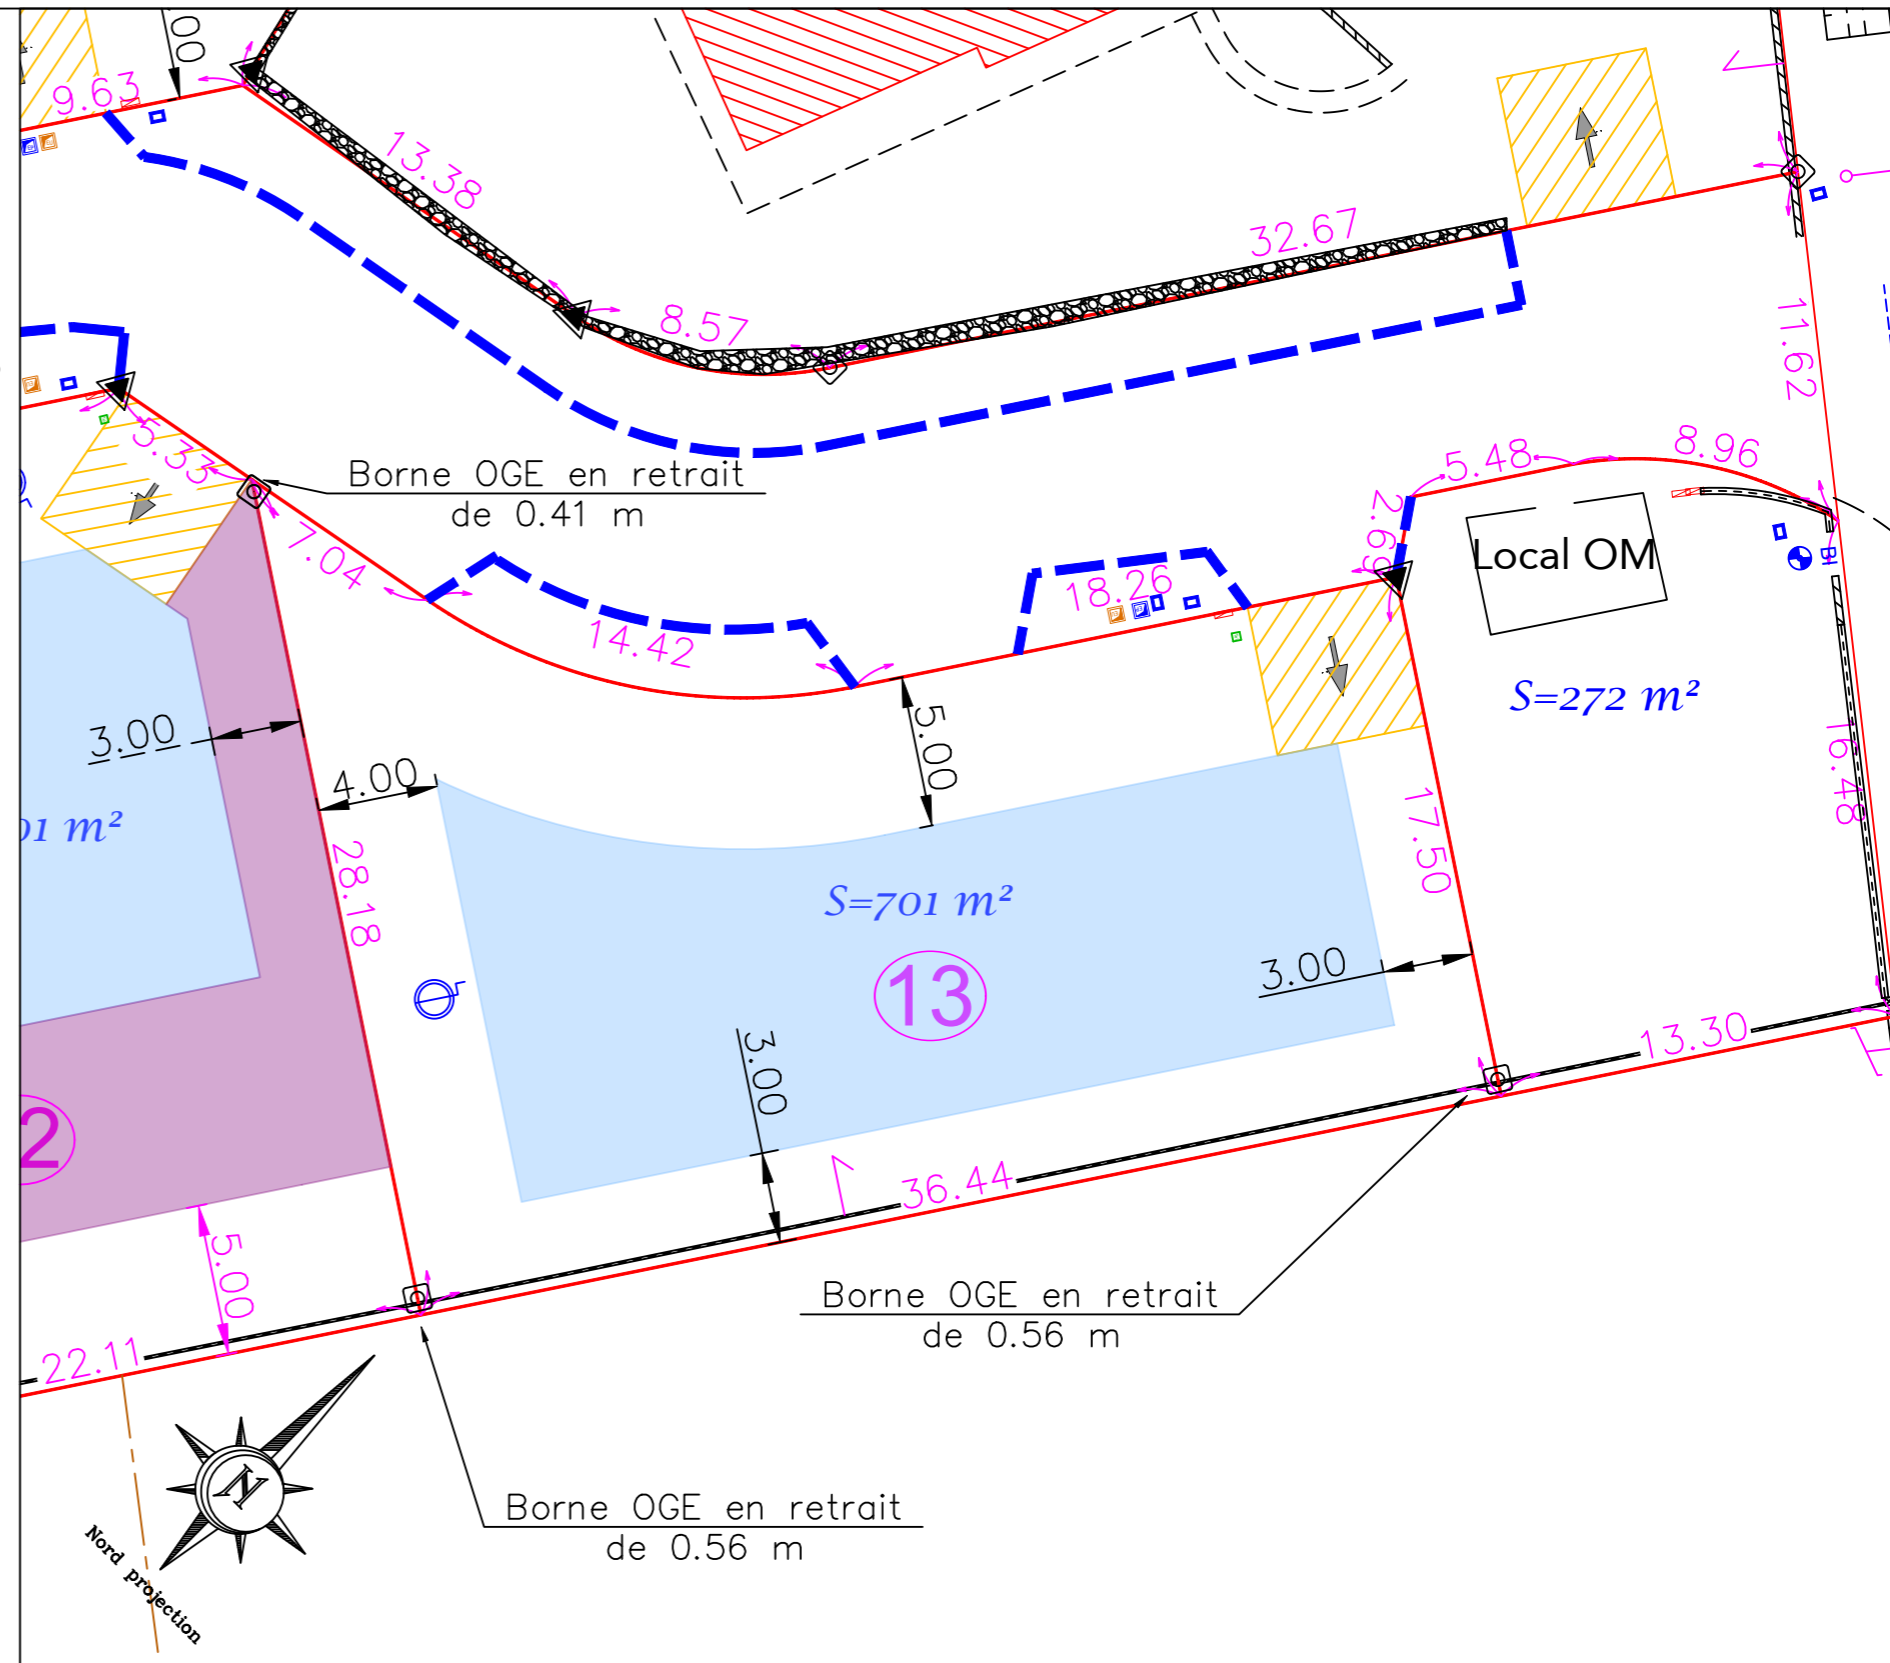 00
9.63
13.38
8.57
32.67
11.62
5.33
Borne OGE en retrait
de 0.41 m
7.04
14.42
18.26
2.69
5.48
8.96
Local OM
BI
S=272 m²
16.48
3.00
4.00
5.00
01 m²
28.18
S=701 m²
13
17.50
3.00
3.00
13.30
2
36.44
5.00
22.11
Borne OGE en retrait
de 0.56 m
N
Nord projection
Borne OGE en retrait
de 0.56 m